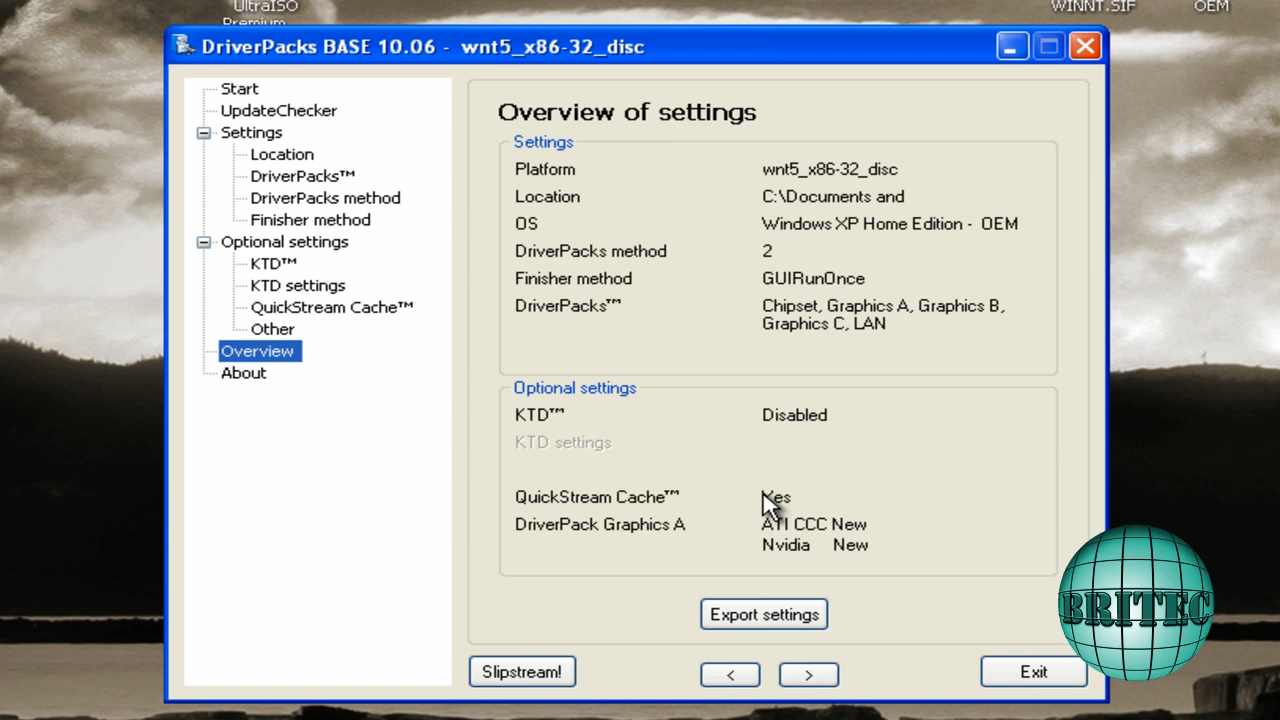 UltraISO
Premium
WINNT.SIF
OEM
DriverPacks BASE 10.06 - wnt5_x86-32_disc
Start
UpdateChecker
Settings
Location
DriverPacks™
DriverPacks method
Finisher method
Optional settings
KTD™
KTD settings
QuickStream Cache™
Other
Overview
About
Overview of settings
Settings
Platform wnt5_x86-32_disc
Location C:\Documents and
OS Windows XP Home Edition - OEM
DriverPacks method 2
Finisher method GUIRunOnce
DriverPacks™ Chipset, Graphics A, Graphics B,
Graphics C, LAN
Optional settings
KTD™ Disabled
KTD settings
QuickStream Cache™ Yes
DriverPack Graphics A ATI CCC New
Nvidia New
Export settings
Slipstream! < > Exit
BRITEC